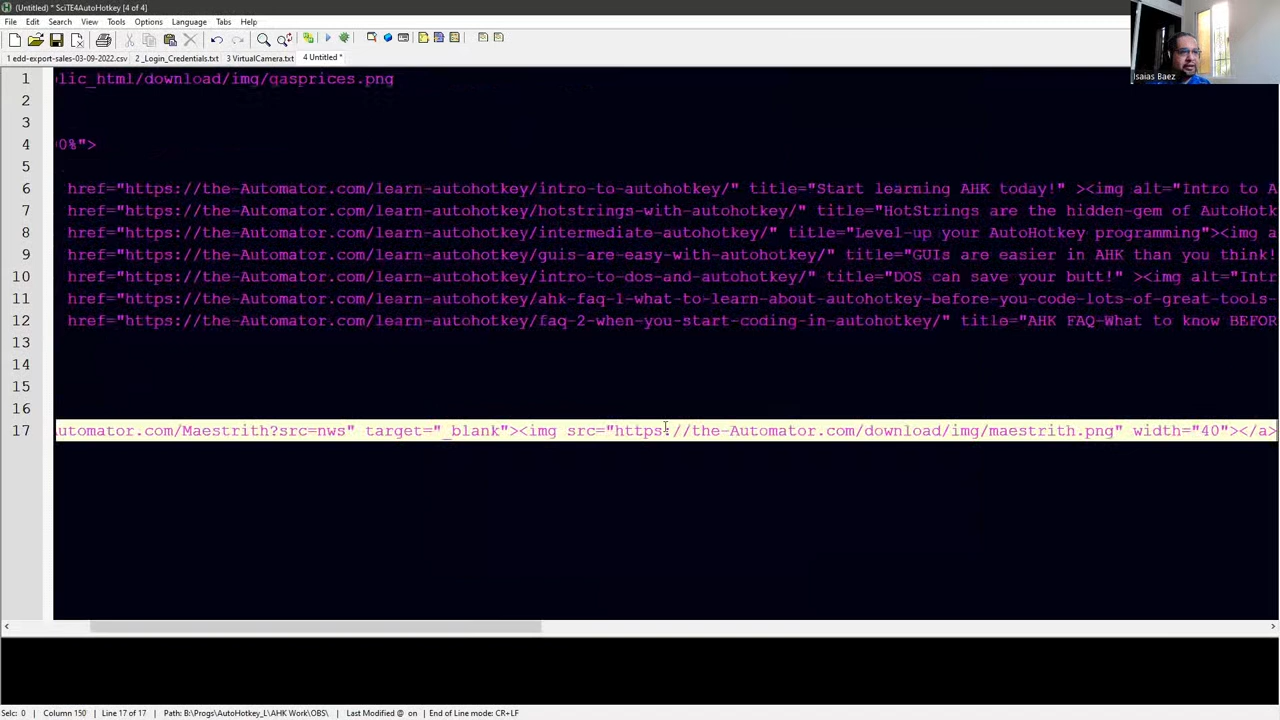 (Untitled) * SciTE4AutoHotkey [4 of 4]
File Edit Search View Tools Options Language Tabs Help
1 edd-export-sales-03-09-2022.csv 2 _Login_Credentials.txt 3 VirtualCamera.txt 4 Untitled *
Isaias Baez
1 lic_html/download/img/gasprices.png
2
3
4 00%">
5
6 href="https://the-Automator.com/learn-autohotkey/intro-to-autohotkey/" title="Start learning AHK today!" ><img alt="Intro to A
7 href="https://the-Automator.com/learn-autohotkey/hotstrings-with-autohotkey/" title="HotStrings are the hidden-gem of AutoHotk
8 href="https://the-Automator.com/learn-autohotkey/intermediate-autohotkey/" title="Level-up your AutoHotkey programming"><img a
9 href="https://the-Automator.com/learn-autohotkey/guis-are-easy-with-autohotkey/" title="GUIs are easier in AHK than you think!
10 href="https://the-Automator.com/learn-autohotkey/intro-to-dos-and-autohotkey/" title="DOS can save your butt!" ><img alt="Intr
11 href="https://the-Automator.com/learn-autohotkey/ahk-faq-1-what-to-learn-about-autohotkey-before-you-code-lots-of-great-tools-
12 href="https://the-Automator.com/learn-autohotkey/faq-2-when-you-start-coding-in-autohotkey/" title="AHK FAQ-What to know BEFOR
13
14
15
16
17 Automator.com/Maestrith?src=nws" target="_blank"><img src="https://the-Automator.com/download/img/maestrith.png" width="40"></a>
Selc: 0 | Column 150 | Line 17 of 17 | Path: B:\Progs\AutoHotkey_L\AHK Work\OBS\ | Last Modified @ on | End of Line mode: CR+LF